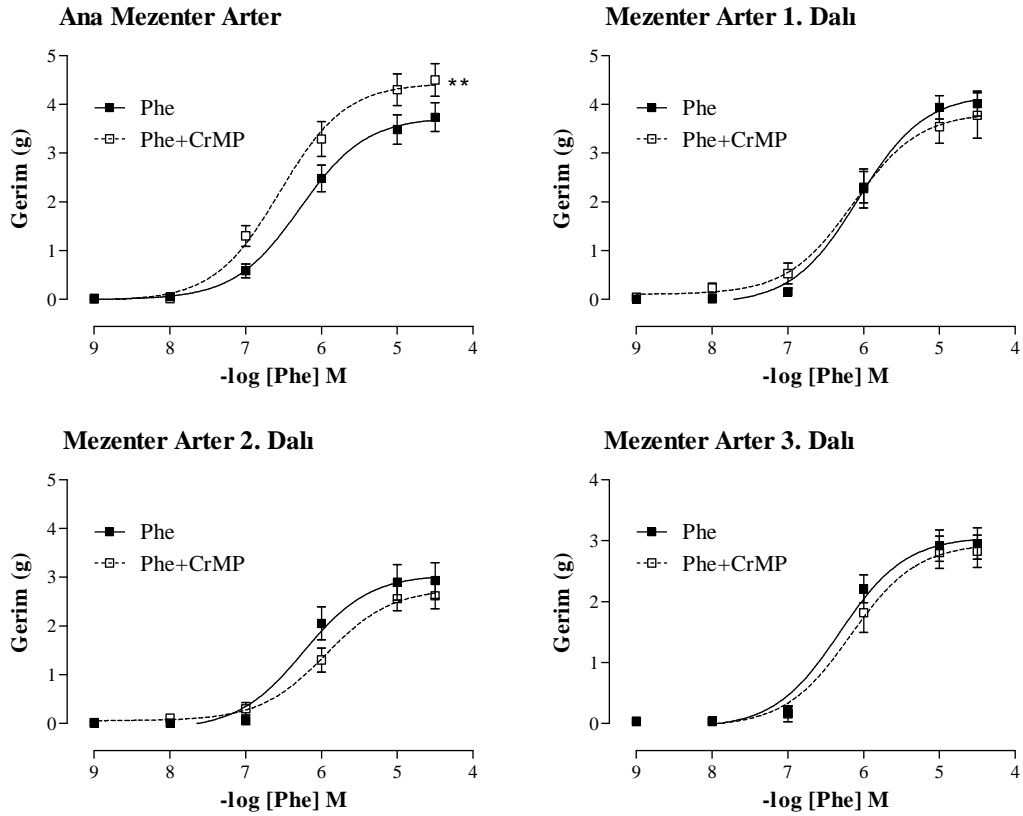 Ana Mezenter Arter
5
4
3
2
1
0
Gerim (g)
Phe
Phe+CrMP
**
9 8 7 6 5 4
-log [Phe] M
Mezenter Arter 1. Dalı
5
4
3
2
1
0
Gerim (g)
Phe
Phe+CrMP
9 8 7 6 5 4
-log [Phe] M
Mezenter Arter 2. Dalı
5
4
3
2
1
0
Gerim (g)
Phe
Phe+CrMP
9 8 7 6 5 4
-log [Phe] M
Mezenter Arter 3. Dalı
4
3
2
1
0
Gerim (g)
Phe
Phe+CrMP
9 8 7 6 5 4
-log [Phe] M